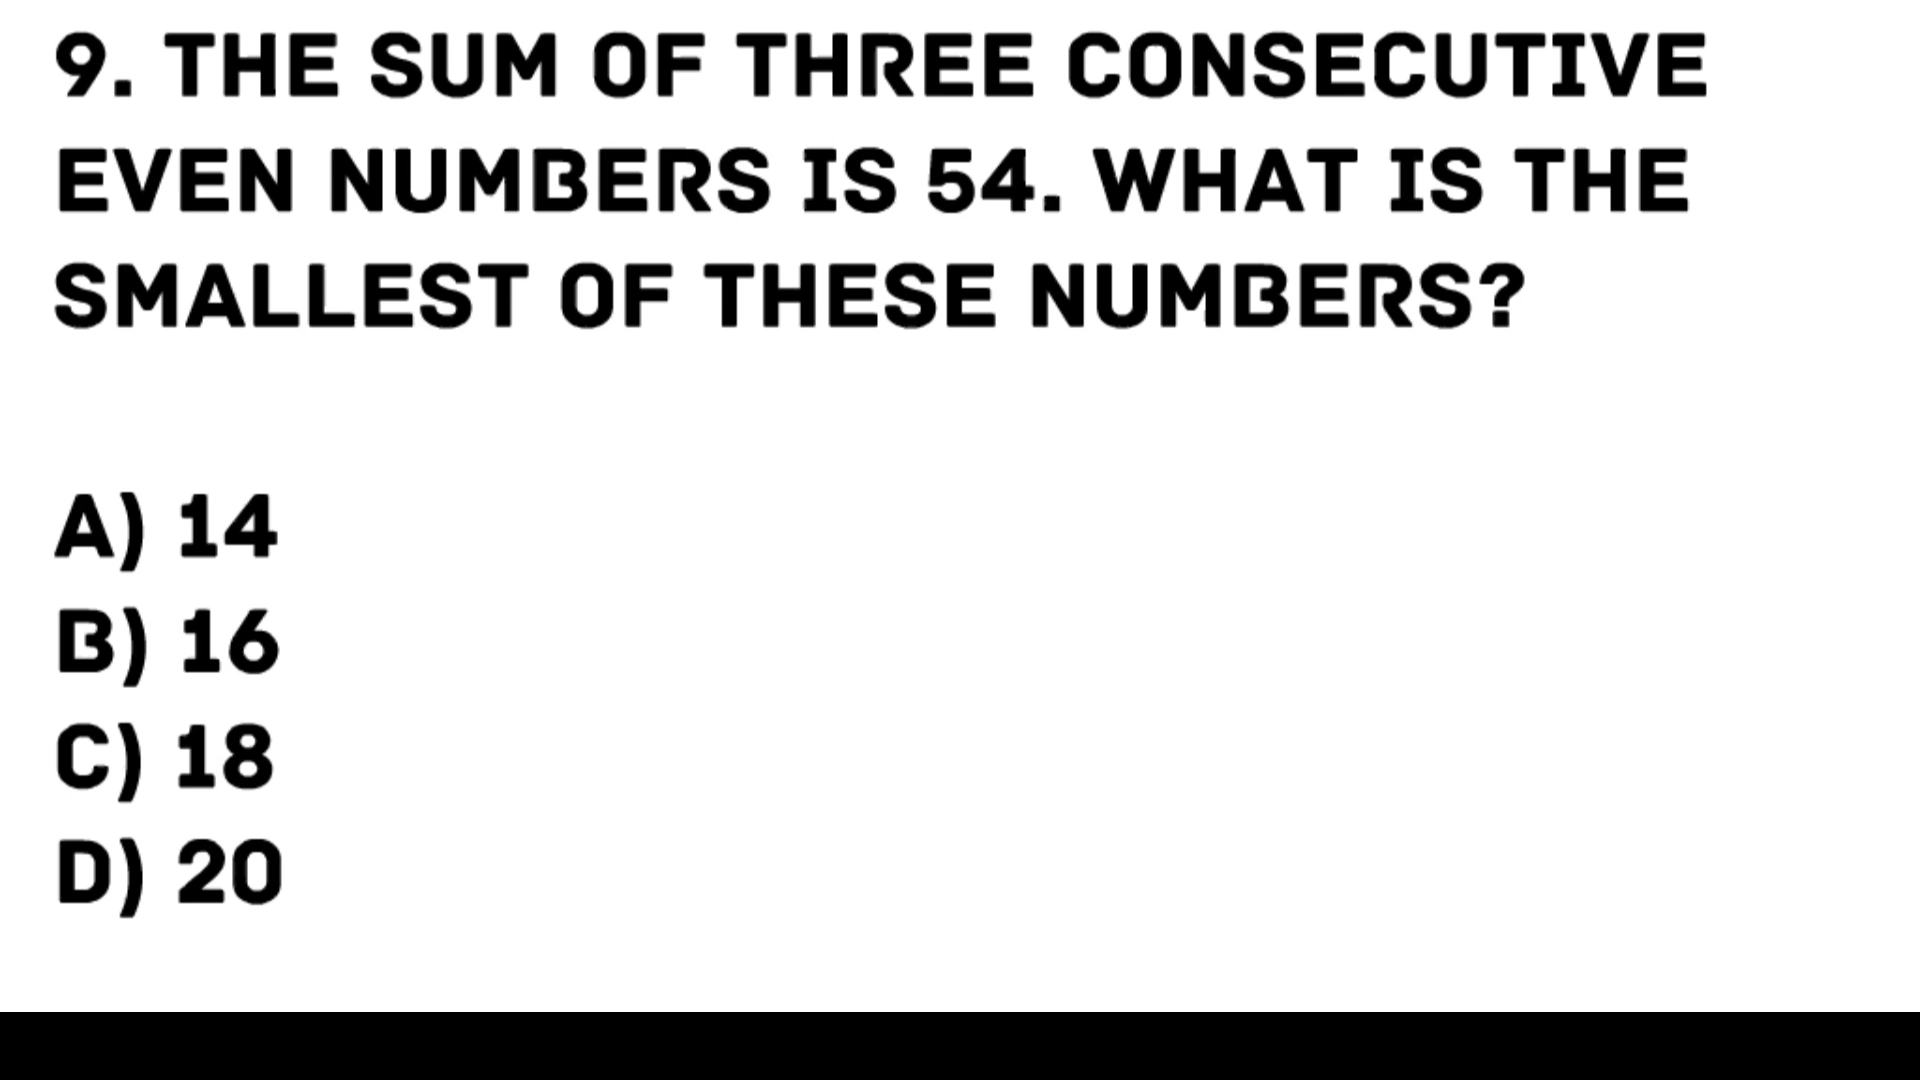 9. THE SUM OF THREE CONSECUTIVE
EVEN NUMBERS IS 54. WHAT IS THE
SMALLEST OF THESE NUMBERS?
A) 14
B) 16
C) 18
D) 20